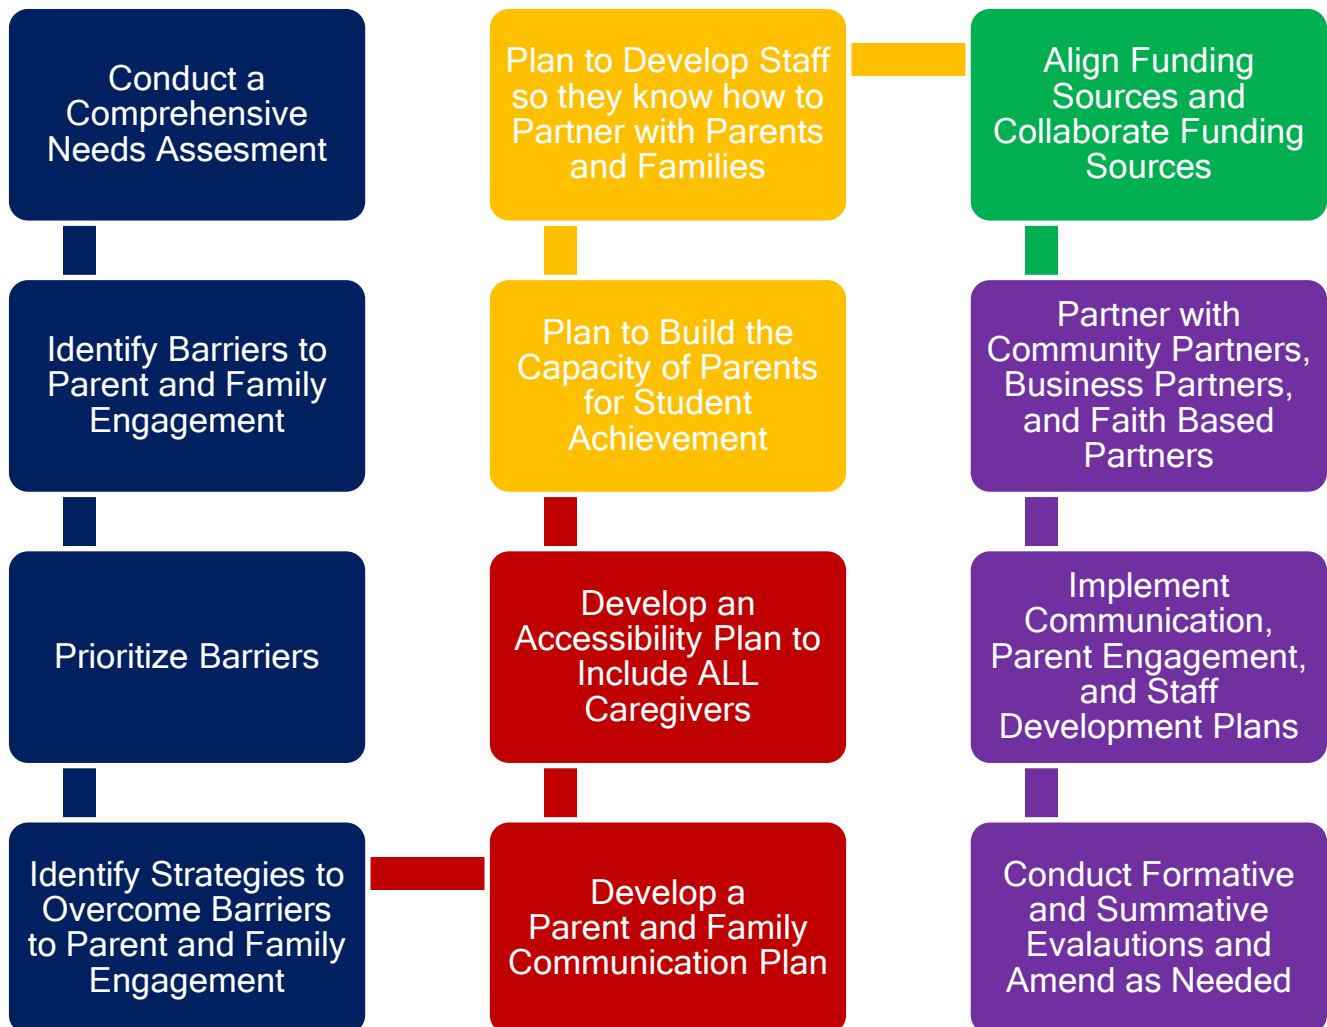 Conduct a
Comprehensive
Needs Assesment
Identify Barriers to
Parent and Family
Engagement
Prioritize Barriers
Identify Strategies to
Overcome Barriers
to Parent and Family
Engagement
Develop a
Parent and Family
Communication Plan
Develop an
Accessibility Plan to
Include ALL
Caregivers
Plan to Build the
Capacity of Parents
for Student
Achievement
Plan to Develop Staff
so they know how to
Partner with Parents
and Families
Align Funding
Sources and
Collaborate Funding
Sources
Partner with
Community Partners,
Business Partners,
and Faith Based
Partners
Implement
Communication,
Parent Engagement,
and Staff
Development Plans
Conduct Formative
and Summative
Evalautions and
Amend as Needed